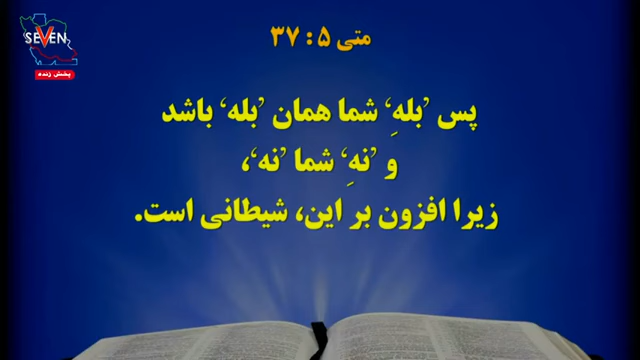 SEVEN
پخش زنده
متی ۵ : ۳۷
پس ’بلهِ‘ شما همان ’بله‘ باشد
و ’نهِ‘ شما ’نه‘،
زیرا افزون بر این، شیطانی است.